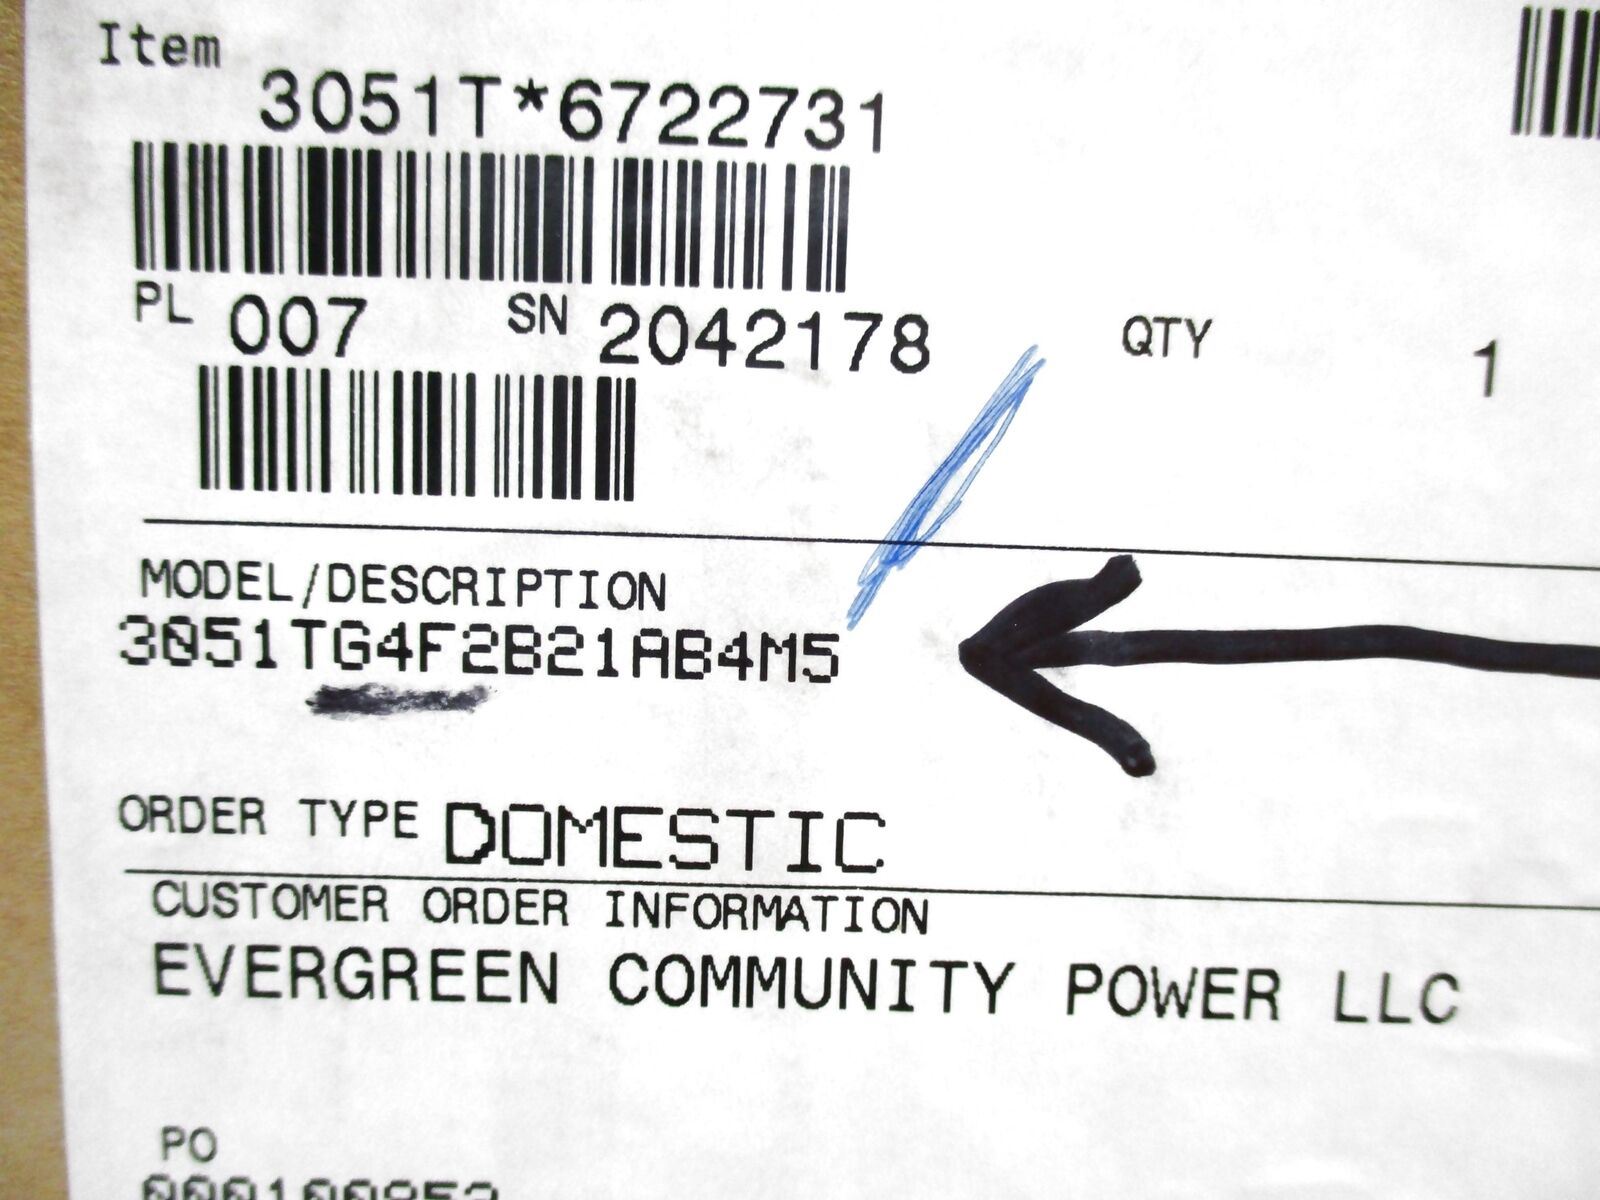 Item
3051T*6722731
PL 007 SN 2042178 QTY 1
MODEL/DESCRIPTION
3051TG4F2B21AB4M5
ORDER TYPE DOMESTIC
CUSTOMER ORDER INFORMATION
EVERGREEN COMMUNITY POWER LLC
PO